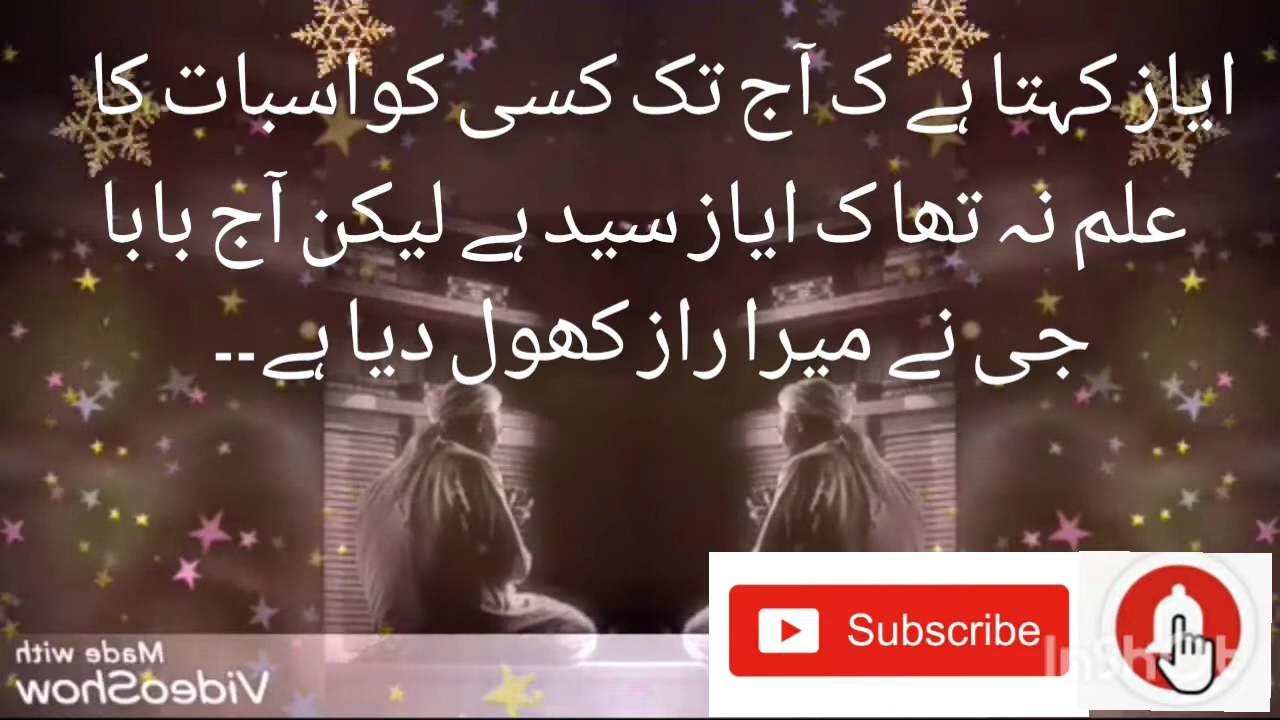 ایاز کہتا ہے ک آج تک کسی کو اسبات کا
علم نہ تھا ک ایاز سید ہے لیکن آج بابا
جی نے میرا راز کھول دیا ہے۔۔
Subscribe
Made with
VideoShow